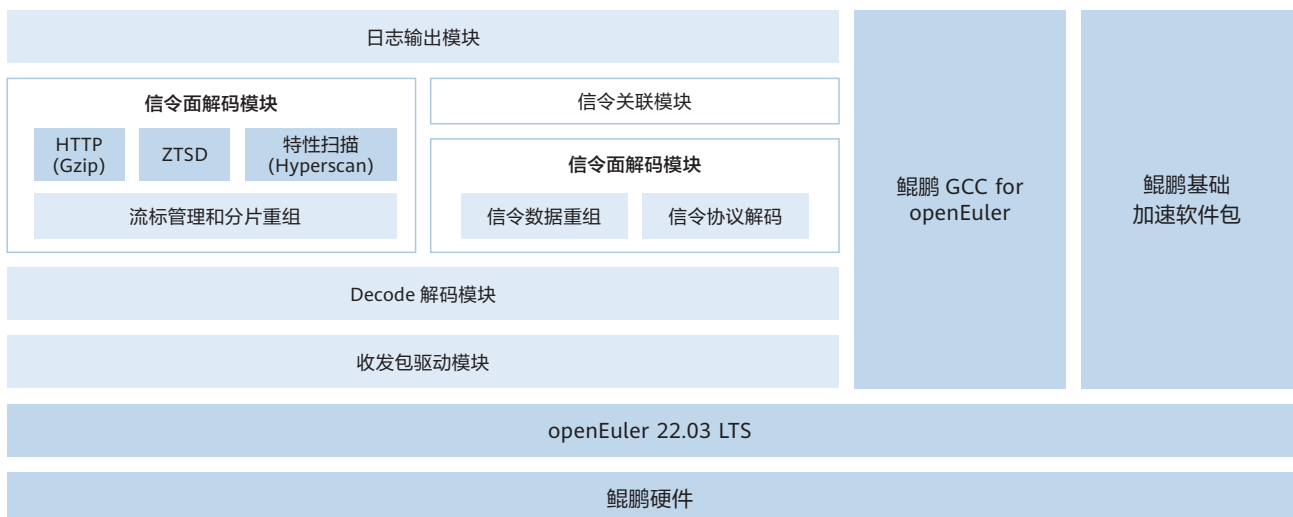 日志输出模块
信令面解码模块
HTTP
(Gzip)
ZTSD
特性扫描
(Hyperscan)
流标管理和分片重组
信令关联模块
信令面解码模块
信令数据重组
信令协议解码
Decode 解码模块
收发包驱动模块
鲲鹏 GCC for
openEuler
鲲鹏基础
加速软件包
openEuler 22.03 LTS
鲲鹏硬件